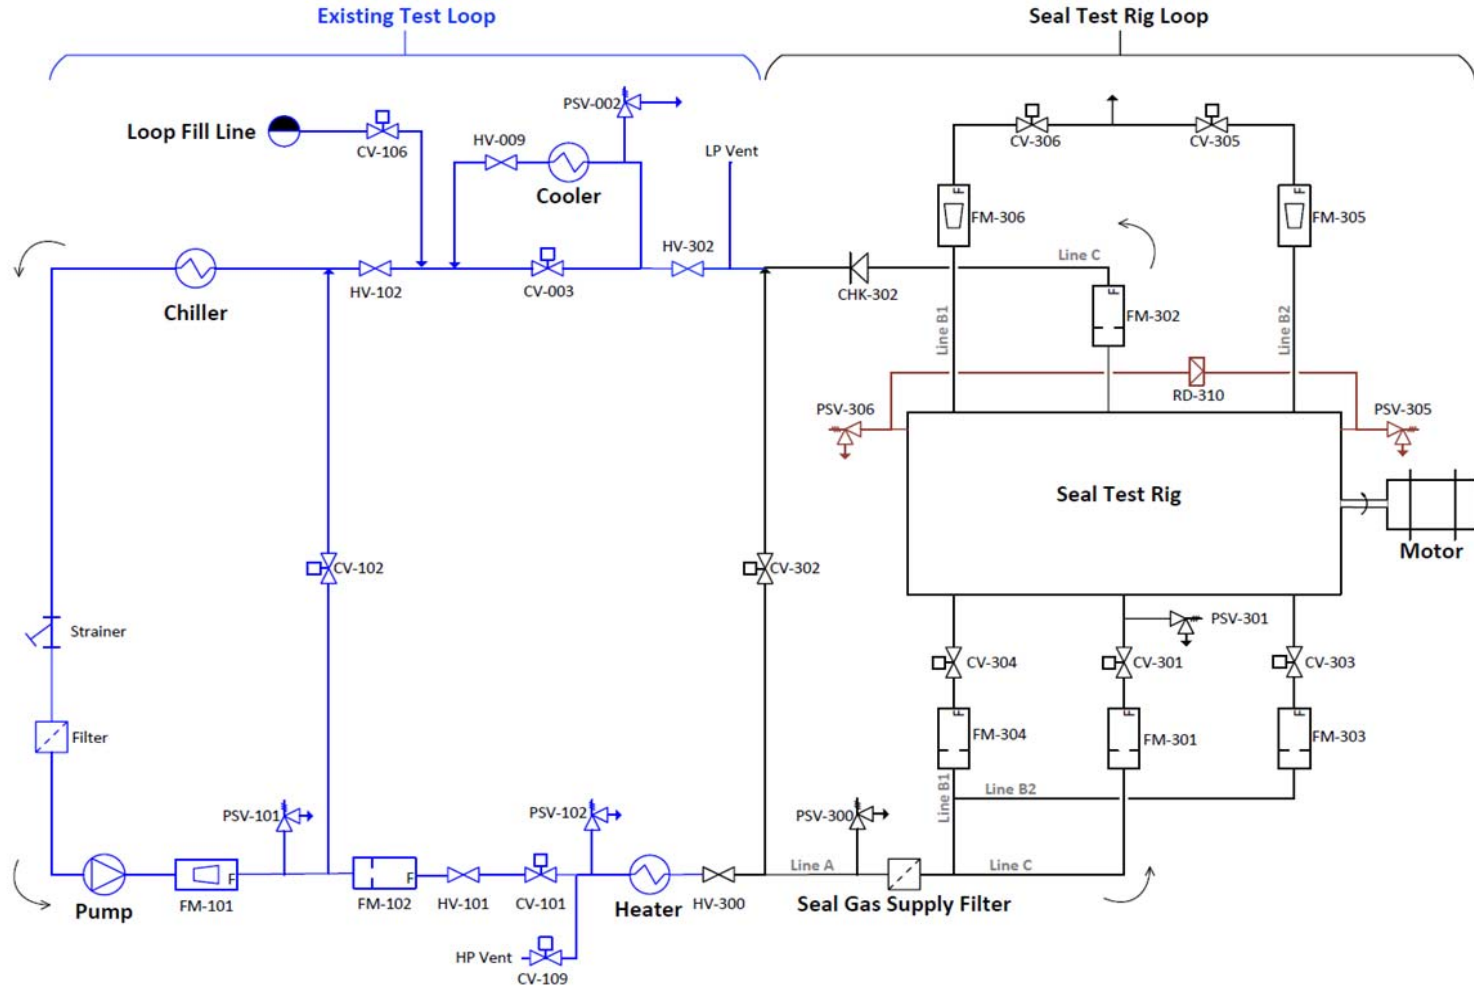 Existing Test Loop
Seal Test Rig Loop
PSV-002
Loop Fill Line
CV-106
HV-009
Cooler
LP Vent
CV-306
CV-305
F
FM-306
F
FM-305
HV-302
Line C
Chiller
HV-102
CV-003
CHK-302
F
FM-302
Line B1
Line B2
RD-310
PSV-306
PSV-305
Seal Test Rig
Motor
CV-102
CV-302
Strainer
PSV-301
CV-304
CV-301
CV-303
Filter
F
FM-304
F
FM-301
F
FM-303
Line B1
Line B2
PSV-101
PSV-102
PSV-300
Line A
Line C
F
F
Pump
FM-101
FM-102
HV-101
CV-101
Heater
HV-300
Seal Gas Supply Filter
HP Vent
CV-109